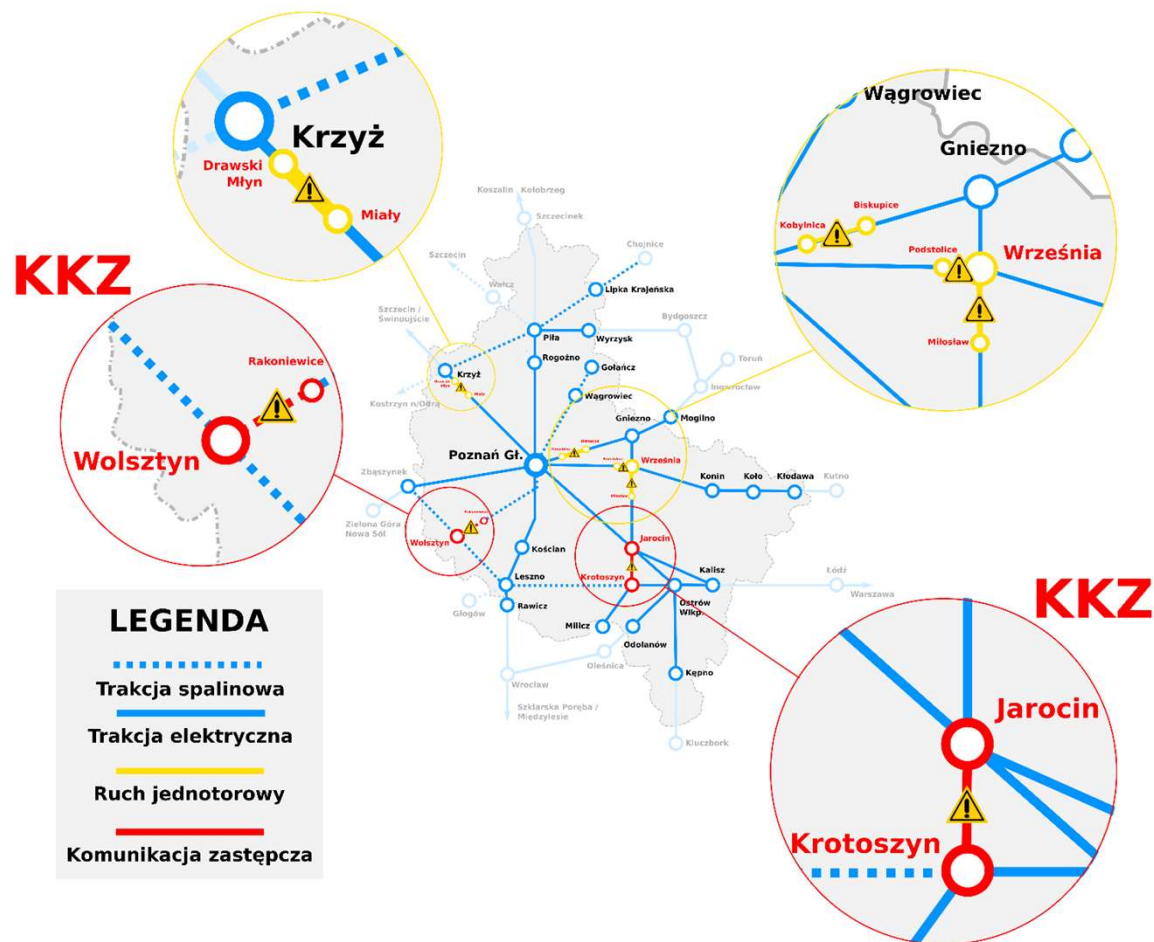 Krzyż
Drawski
Młyn
Miały
Wągrowiec
Gniezno
Kobylnica
Biskupice
Podstolice
Września
Miłosław
KKZ
Rakoniewice
Wolsztyn
Koszalin Kołobrzeg
Szczecinek
Chojnice
Szczecin
Wałcz
Lipka Krajeńska
Szczecin /
Świnoujście
Piła
Wyrzysk
Bydgoszcz
Rogoźno
Gołańcz
Toruń
Krzyż
Inowrocław
Kostrzyn n/Odrą
Wągrowiec
Gniezno
Mogilno
Poznań Gł.
Września
Zbąszynek
Konin
Koło
Kłodawa
Kutno
Zielona Góra
Nowa Sól
Wolsztyn
Kościan
Jarocin
Leszno
Krotoszyn
Kalisz
Łódź
Warszawa
Głogów
Rawicz
Ostrów
Wlkp.
Milicz
Odolanów
Oleśnica
Wrocław
Kępno
Szklarska Poręba /
Międzylesie
Kluczbork
LEGENDA
Trakcja spalinowa
Trakcja elektryczna
Ruch jednotorowy
Komunikacja zastępcza
KKZ
Jarocin
Krotoszyn